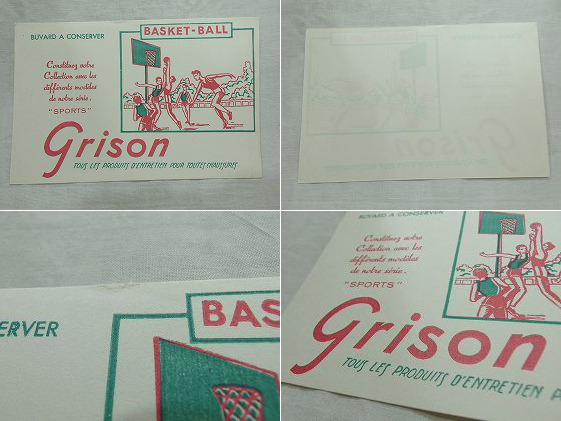 BUVARD A CONSERVER
BASKET-BALL
Constituez votre
Collection avec les
différents modèles
de notre série.
"SPORTS"
Grison
TOUS LES PRODUITS D'ENTRETIEN POUR TOUTES CHAUSSURES
SERVER
BAS
BUVARD A CONSERVER
Constituez votre
Collection avec les
différents modèles
de notre série.
"SPORTS"
Grison
TOUS LES PRODUITS D'ENTRETIEN